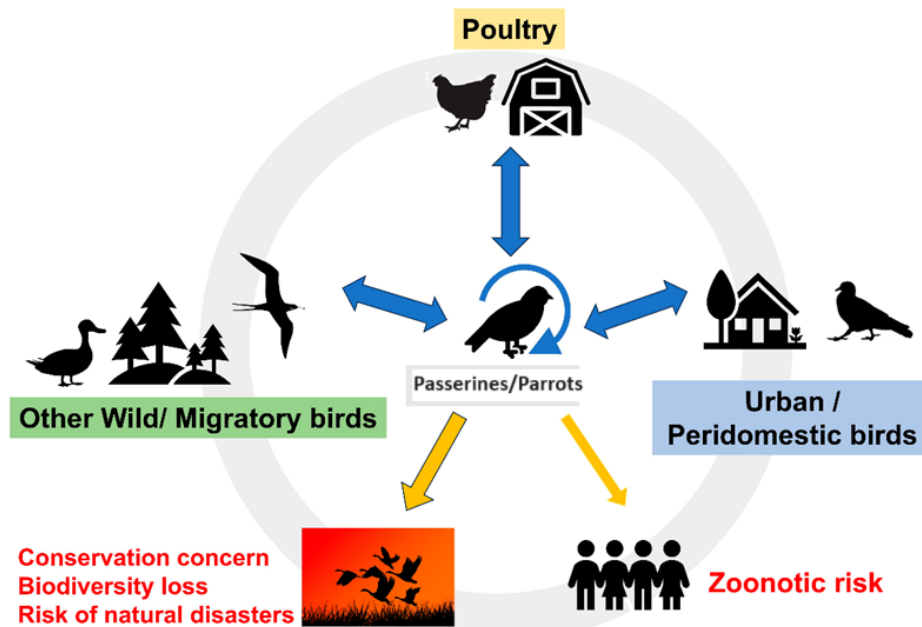 Poultry
Passerines/Parrots
Other Wild/ Migratory birds
Urban /
Peridomestic birds
Conservation concern
Biodiversity loss
Risk of natural disasters
Zoonotic risk